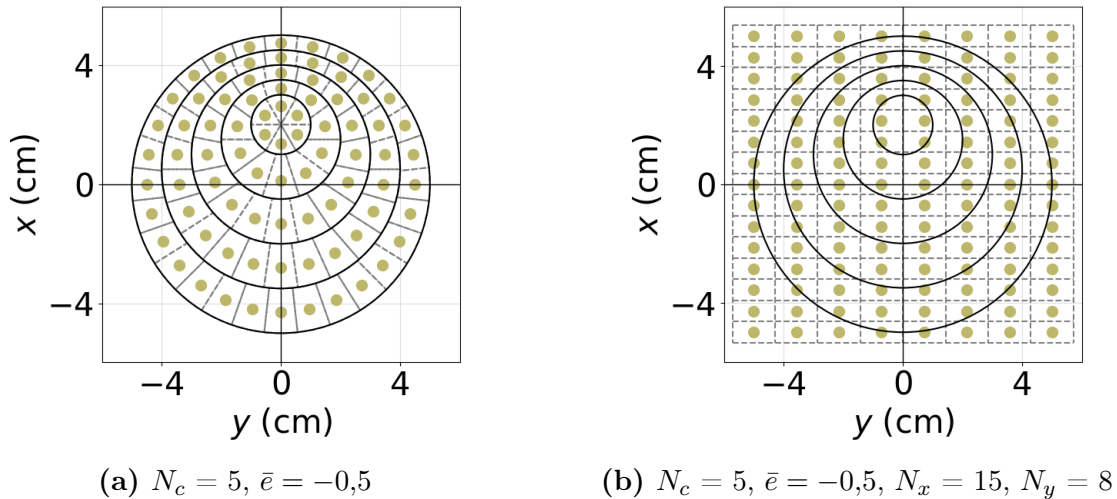 4
0
−4
x (cm)
−4 0 4
y (cm)
(a) N_c = 5, ē = −0,5
4
0
−4
x (cm)
−4 0 4
y (cm)
(b) N_c = 5, ē = −0,5, N_x = 15, N_y = 8